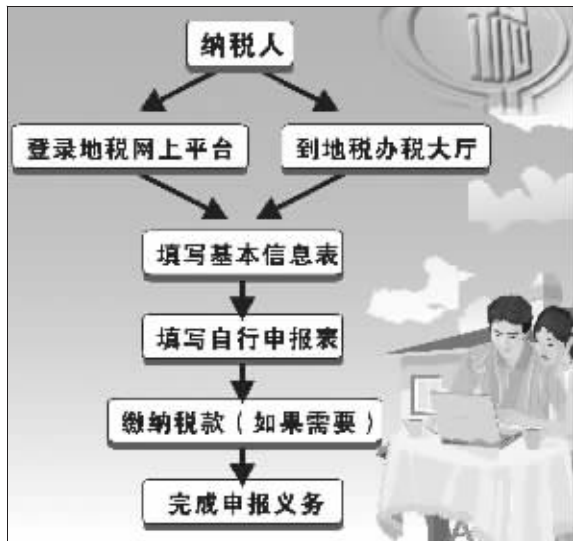 纳税人
登录地税网上平台
到地税办税大厅
填写基本信息表
填写自行申报表
缴纳税款（如果需要）
完成申报义务